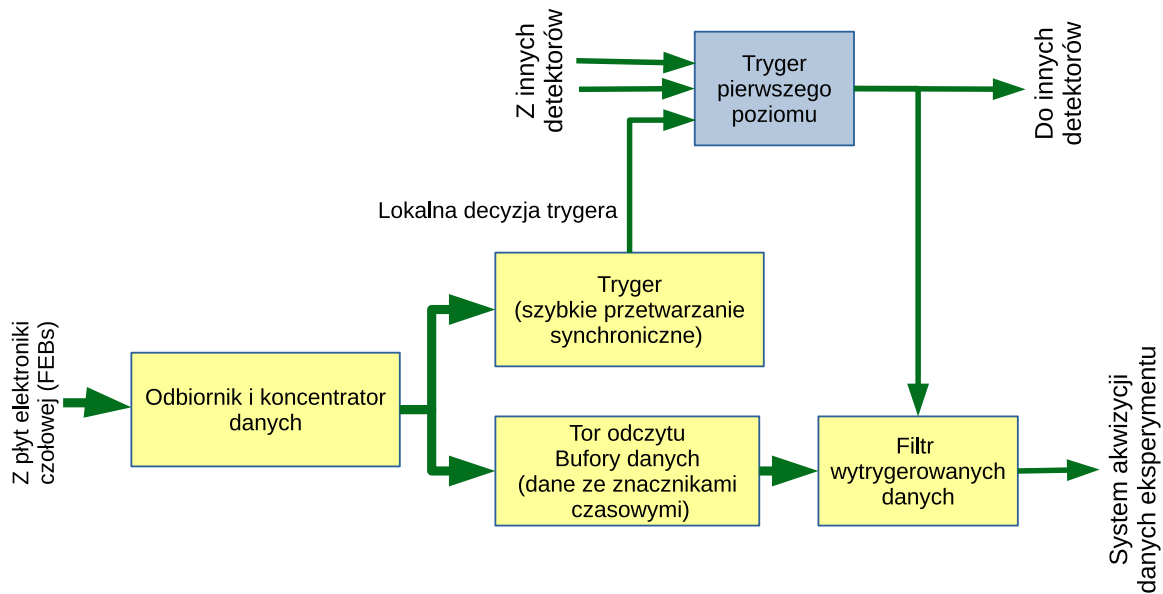 Z innych
detektorów
Tryger
pierwszego
poziomu
Do innych
detektorów
Lokalna decyzja trygera
Tryger
(szybkie przetwarzanie
synchroniczne)
Z płyt elektroniki
czołowej (FEBs)
Odbiornik i koncentrator
danych
Tor odczytu
Bufory danych
(dane ze znacznikami
czasowymi)
Filtr
wytrygerowanych
danych
System akwizycji
danych eksperymentu